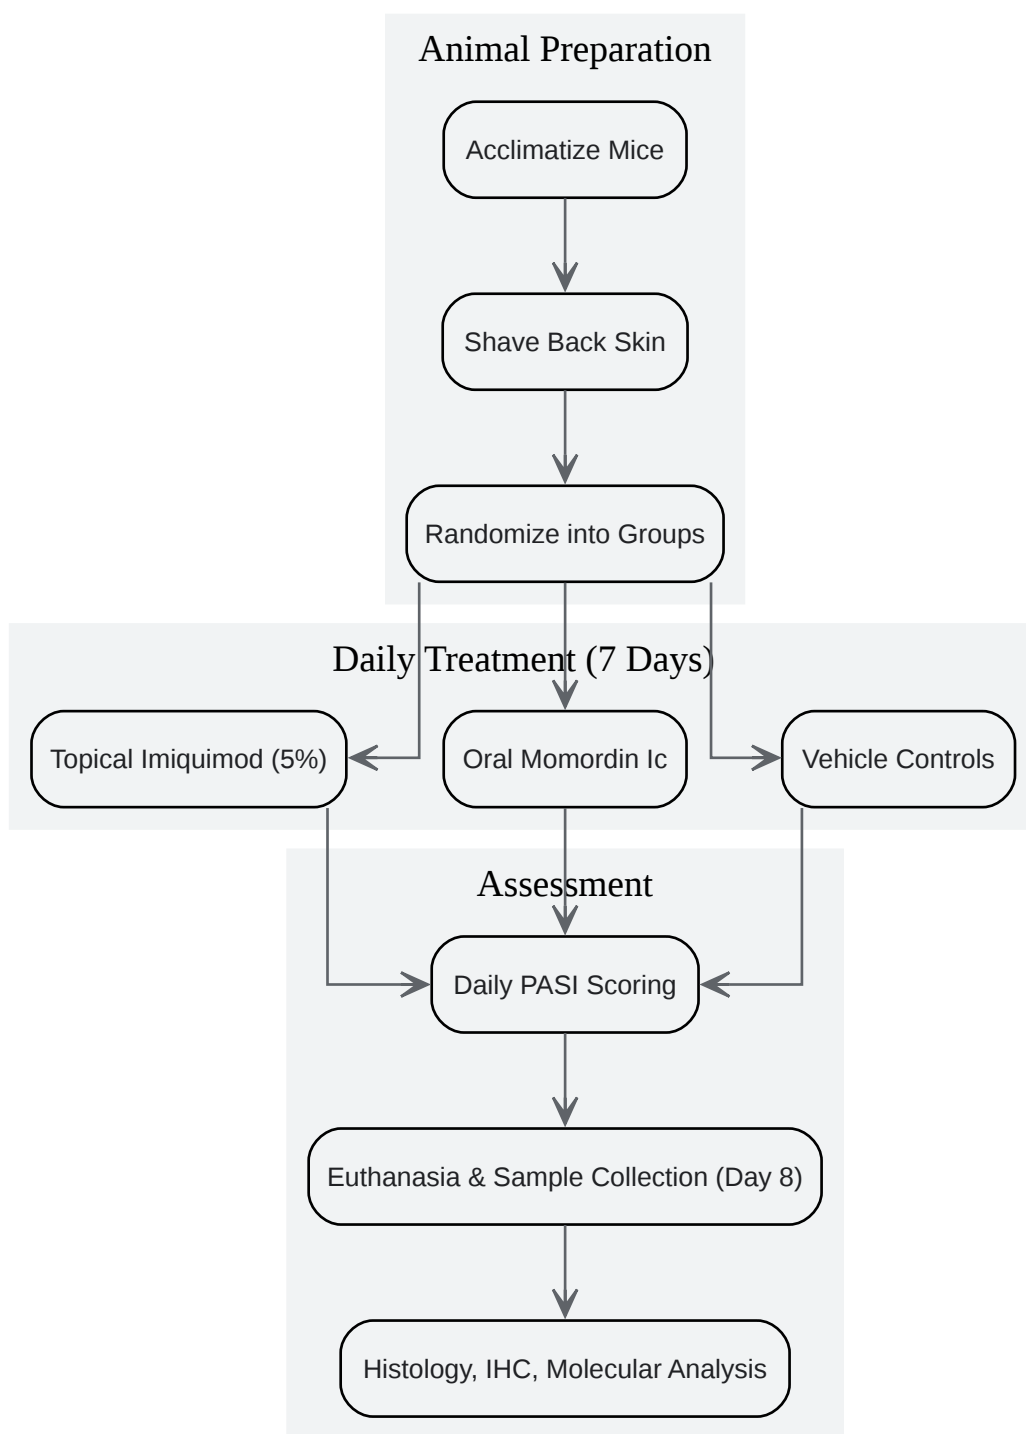 Animal Preparation
Acclimatize Mice
Shave Back Skin
Randomize into Groups
Daily Treatment (7 Days)
Topical Imiquimod (5%)
Oral Momordin Ic
Vehicle Controls
Assessment
Daily PASI Scoring
Euthanasia & Sample Collection (Day 8)
Histology, IHC, Molecular Analysis